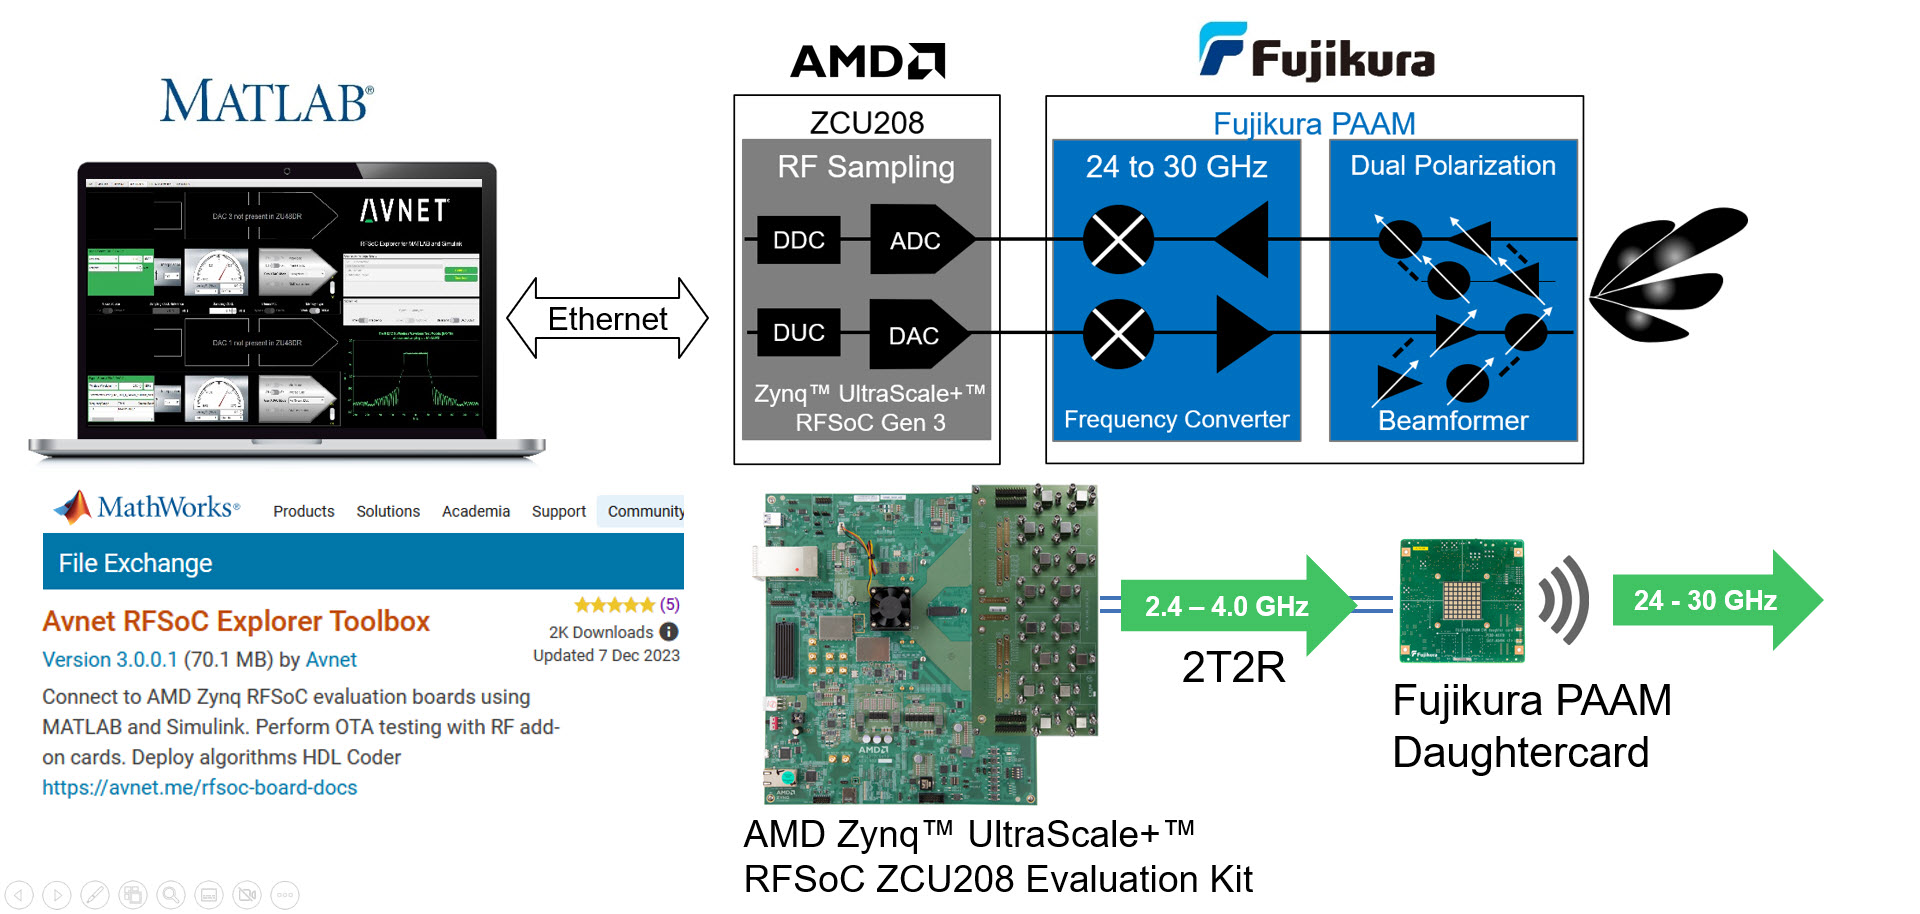 MATLAB®
DAC 2 not present in ZU48DR
AVNET®
RFSoC Explorer for MATLAB and Simulink
DAC 1 not present in ZU48DR
Ethernet
AMD
ZCU208
RF Sampling
DDC
ADC
DUC
DAC
Zynq™ UltraScale+™
RFSoC Gen 3
Fujikura
Fujikura PAAM
24 to 30 GHz
Frequency Converter
Dual Polarization
Beamformer
MathWorks®
Products
Solutions
Academia
Support
Community
File Exchange
Avnet RFSoC Explorer Toolbox
(5)
Version 3.0.0.1 (70.1 MB) by Avnet
2K Downloads
Updated 7 Dec 2023
Connect to AMD Zynq RFSoC evaluation boards using
MATLAB and Simulink. Perform OTA testing with RF add-
on cards. Deploy algorithms HDL Coder
https://avnet.me/rfsoc-board-docs
AMD
AMD
2.4 – 4.0 GHz
2T2R
Fujikura
24 - 30 GHz
Fujikura PAAM
Daughtercard
AMD Zynq™ UltraScale+™
RFSoC ZCU208 Evaluation Kit